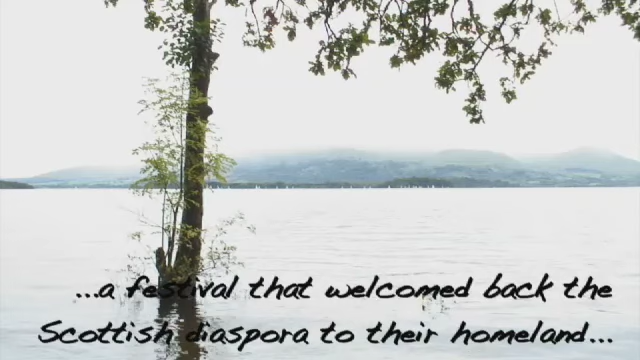 ...a festival that welcomed back the
Scottish diaspora to their homeland...